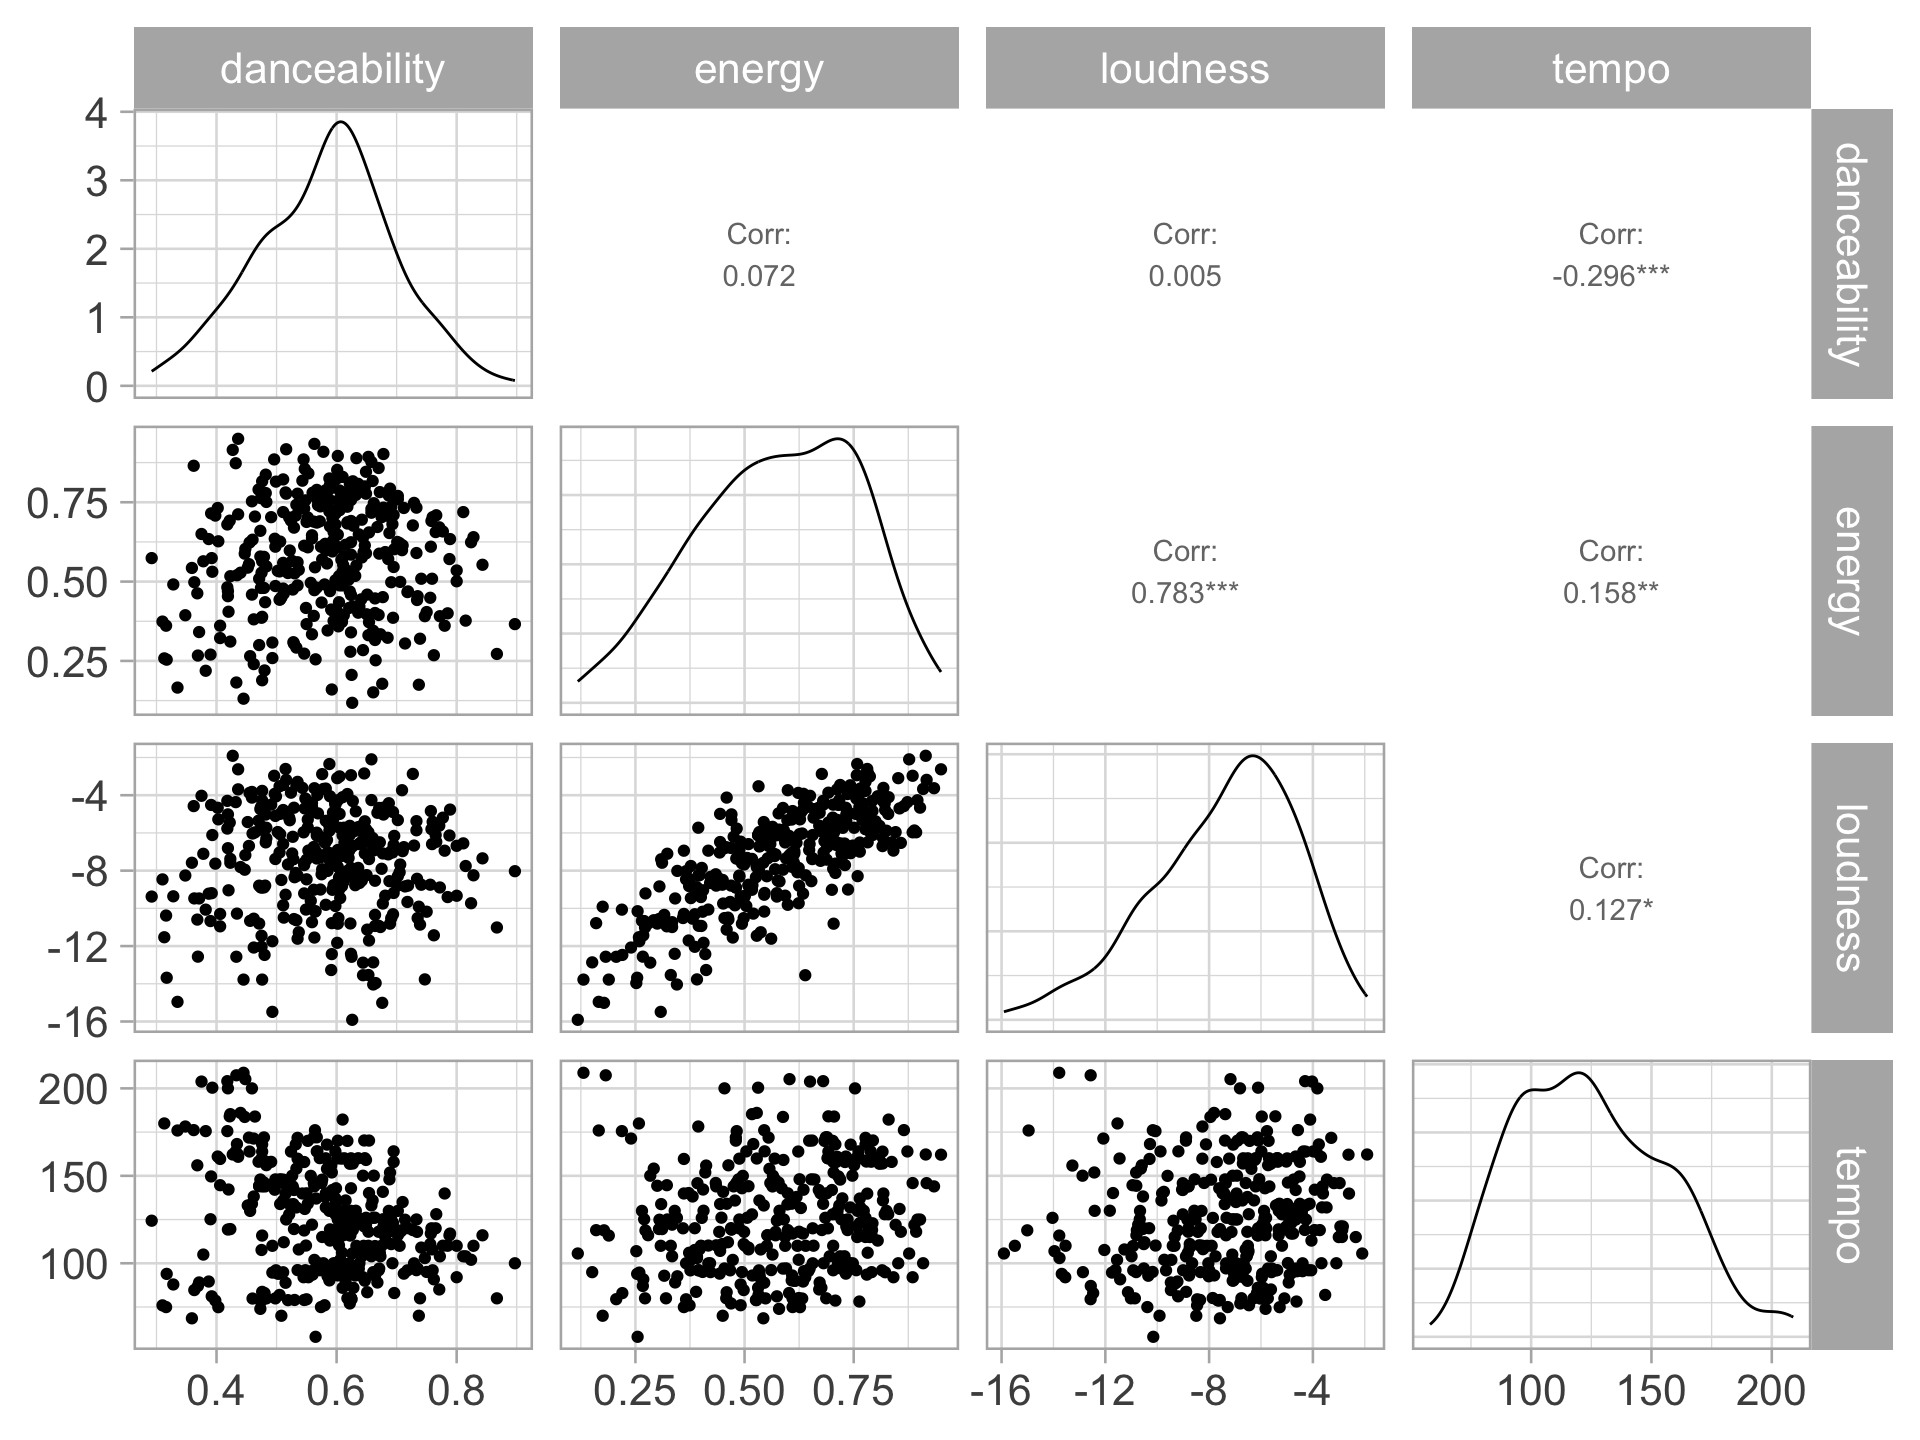 danceability energy loudness tempo
4
3
2
1
0
Corr:
0.072
Corr:
0.005
Corr:
-0.296***
danceability
0.75
0.50
0.25
Corr:
0.783***
Corr:
0.158**
energy
-4
-8
-12
-16
Corr:
0.127*
loudness
200
150
100
tempo
0.4 0.6 0.8 0.25 0.50 0.75 -16 -12 -8 -4 100 150 200